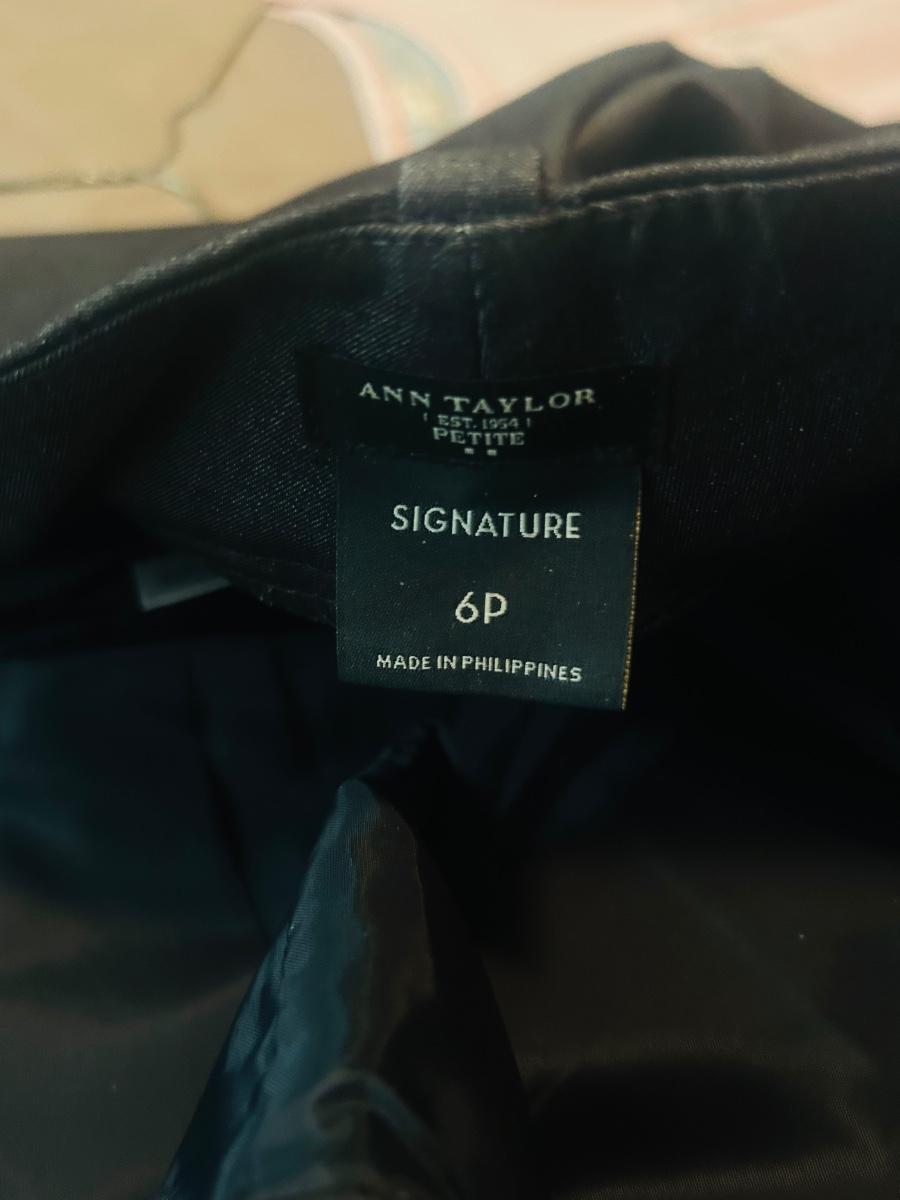 ANN TAYLOR
EST. 1954
PETITE
SIGNATURE
6P
MADE IN PHILIPPINES